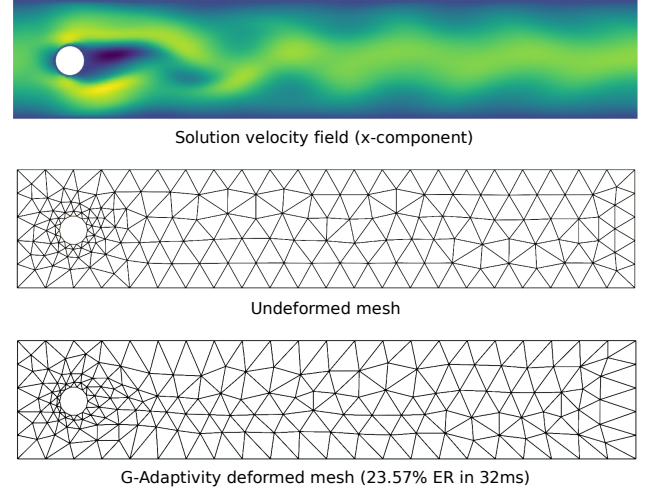 Solution velocity field (x-component)
Undeformed mesh
G-Adaptivity deformed mesh (23.57% ER in 32ms)